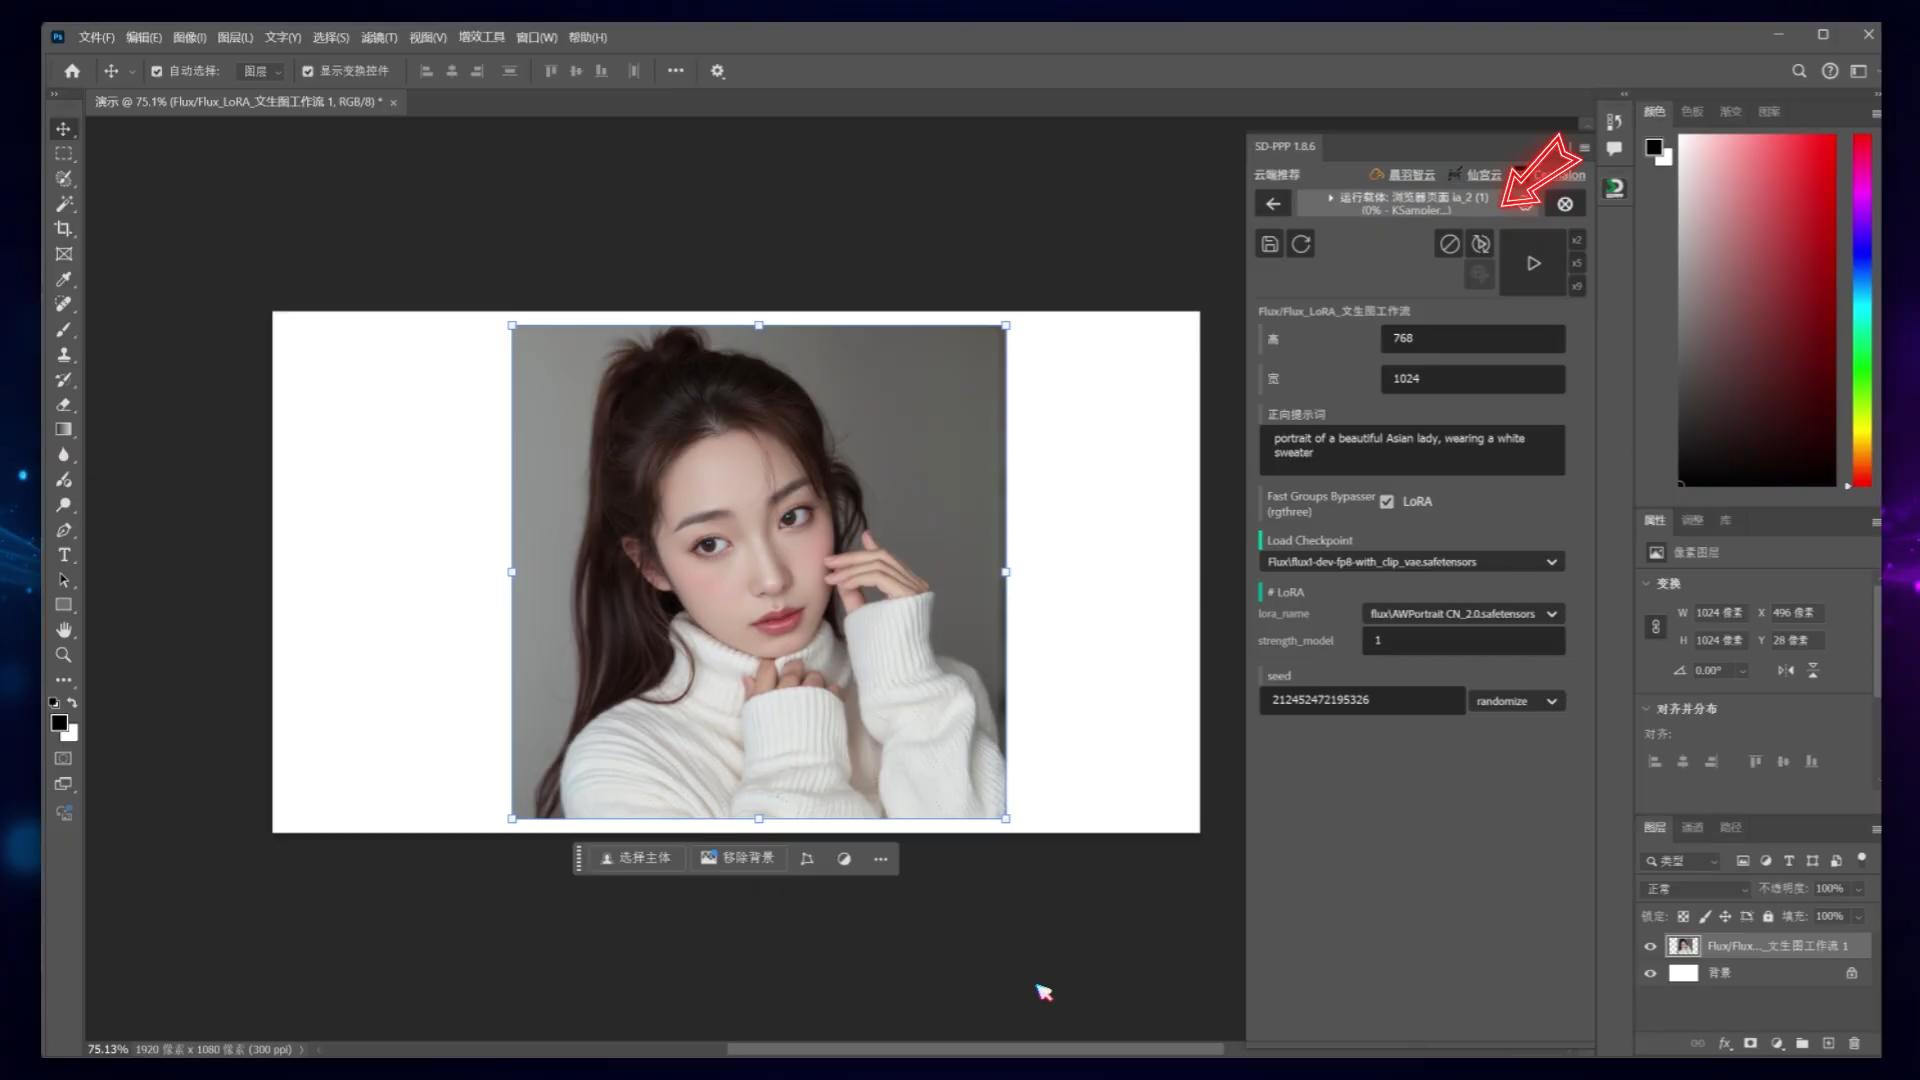 文件(F) 编辑(E) 图像(I) 图层(L) 文字(Y) 选择(S) 滤镜(T) 视图(V) 增效工具 窗口(W) 帮助(H)
自动选择: 图层 显示变换控件
演示 @ 75.1% (Flux/Flux_LoRA_文生图工作流 1, RGB/8) *
SD-PPP 1.8.6
云端推荐 晨羽智云 仙宫云
运行载体: 浏览器页面 ia_2 (1)
(0% - KSampler...)
x2
x5
x9
Flux/Flux_LoRA_文生图工作流
高 768
宽 1024
正向提示词
portrait of a beautiful Asian lady, wearing a white
sweater
Fast Groups Bypasser
(rgthree)
LoRA
Load Checkpoint
Flux\flux1-dev-fp8-with_clip_vae.safetensors
# LoRA
lora_name flux\AWPortrait CN_2.0.safetensors
strength_model 1
seed
212452472195326 randomize
选择主体 移除背景
75.13% 1920 像素 x 1080 像素 (300 ppi)
颜色 色板 渐变 图案
属性 调整 库
像素图层
变换
W 1024 像素 X 496 像素
H 1024 像素 Y 28 像素
0.00°
对齐并分布
对齐:
图层 通道 路径
类型
正常 不透明度: 100%
锁定: 填充: 100%
Flux/Flux..._文生图工作流 1
背景